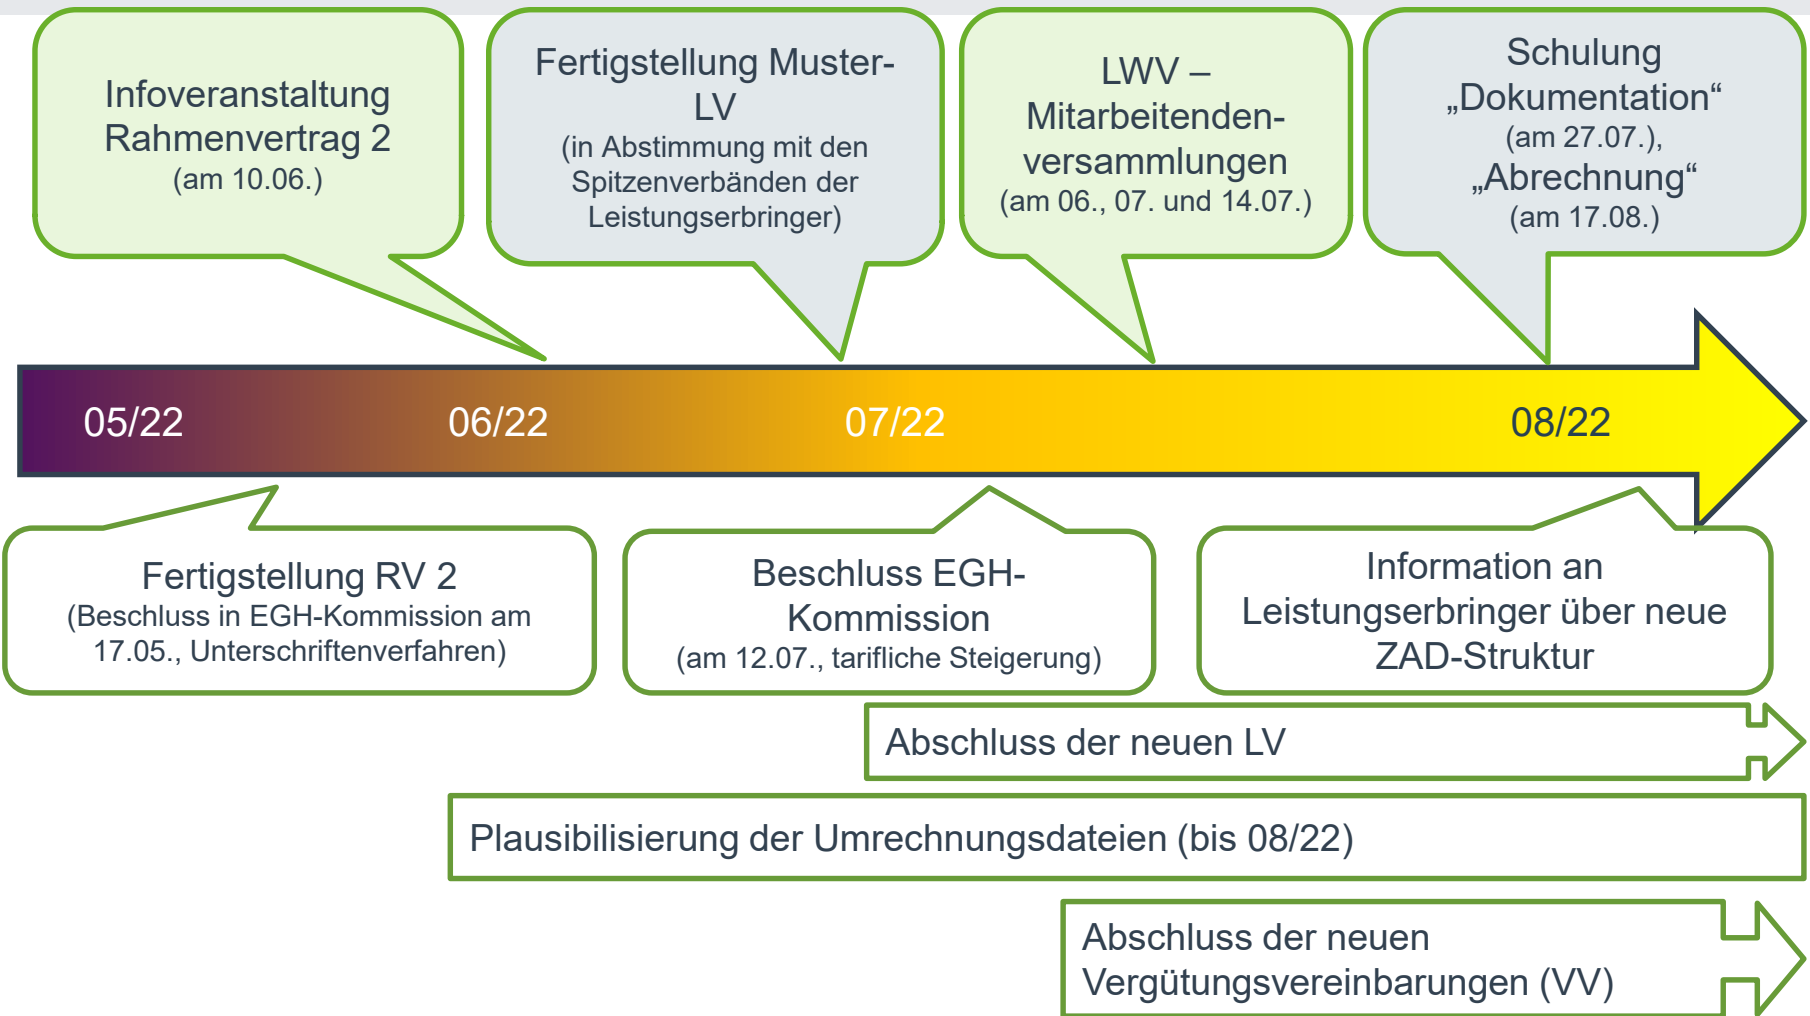 Infoveranstaltung
Rahmenvertrag 2
(am 10.06.)
Fertigstellung Muster-
LV
(in Abstimmung mit den
Spitzenverbänden der
Leistungserbringer)
LWV –
Mitarbeitenden-
versammlungen
(am 06., 07. und 14.07.)
Schulung
„Dokumentation“
(am 27.07.),
„Abrechnung“
(am 17.08.)
05/22
06/22
07/22
08/22
Fertigstellung RV 2
(Beschluss in EGH-Kommission am
17.05., Unterschriftenverfahren)
Beschluss EGH-
Kommission
(am 12.07., tarifliche Steigerung)
Information an
Leistungserbringer über neue
ZAD-Struktur
Abschluss der neuen LV
Plausibilisierung der Umrechnungsdateien (bis 08/22)
Abschluss der neuen
Vergütungsvereinbarungen (VV)